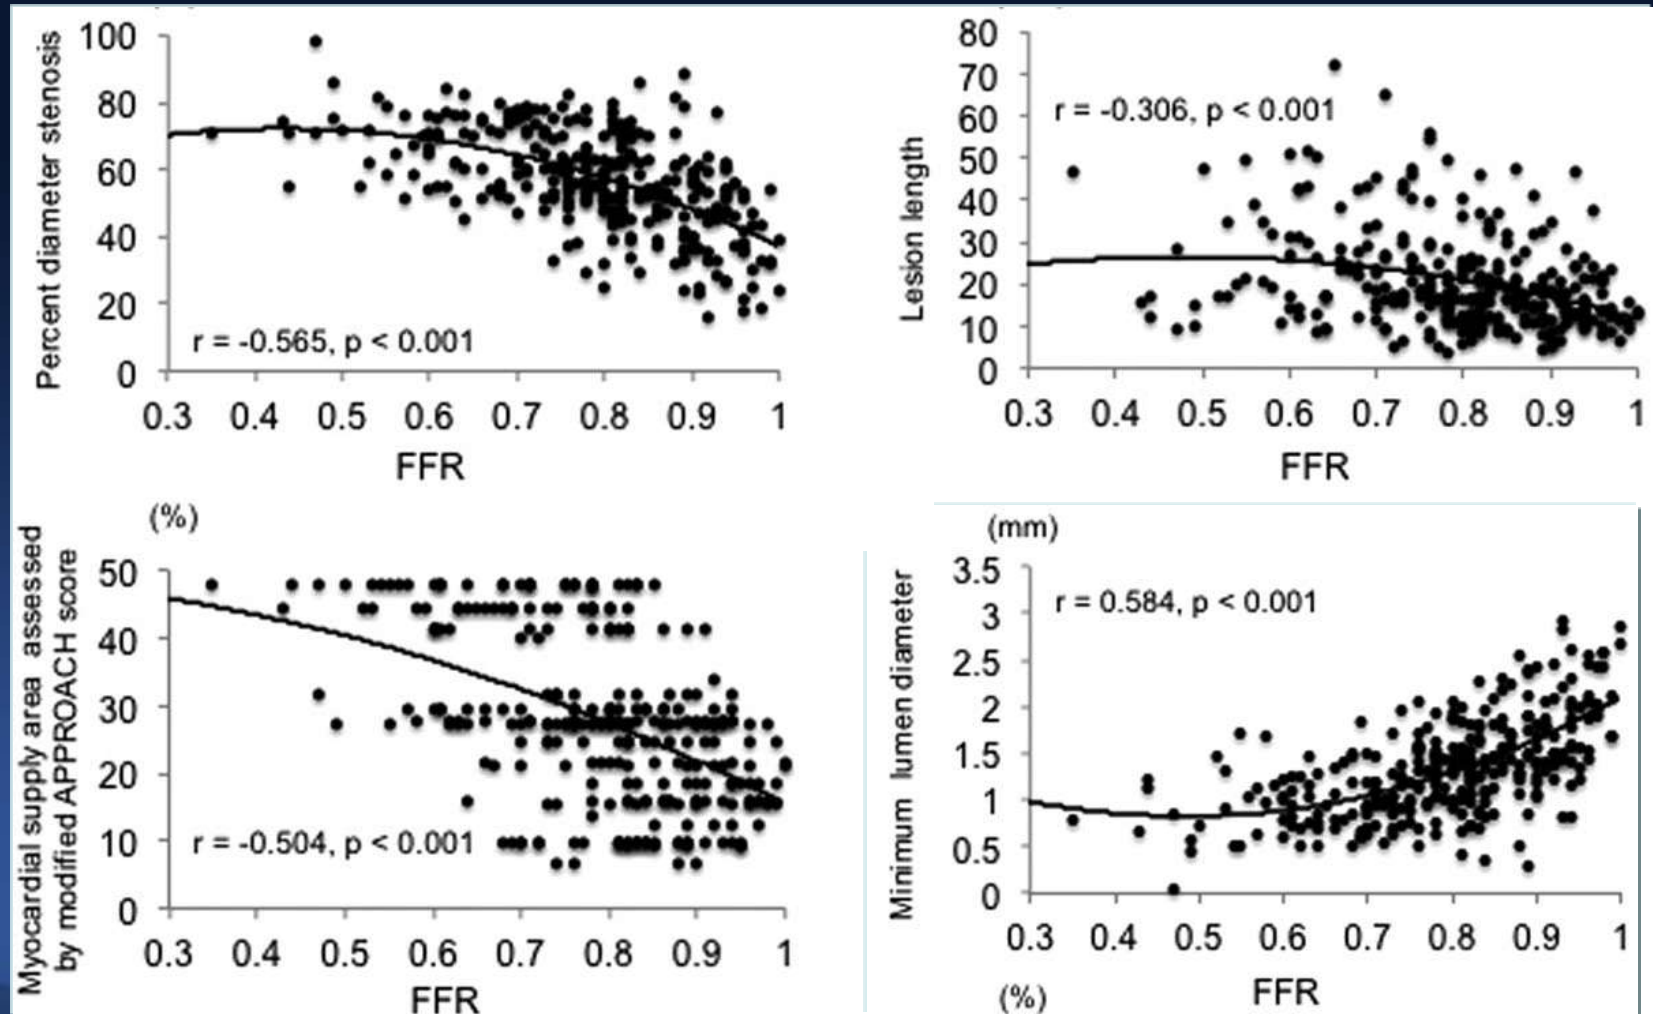 Percent diameter stenosis
100
80
60
40
20
0
r = -0.565, p < 0.001
0.3 0.4 0.5 0.6 0.7 0.8 0.9 1
FFR
Lesion length
80
70
60
50
40
30
20
10
0
r = -0.306, p < 0.001
0.3 0.4 0.5 0.6 0.7 0.8 0.9 1
FFR
(%)
Myocardial supply area assessed
by modified APPROACH score
50
40
30
20
10
0
r = -0.504, p < 0.001
0.3 0.4 0.5 0.6 0.7 0.8 0.9 1
FFR
(mm)
Minimum lumen diameter
3.5
3
2.5
2
1.5
1
0.5
0
r = 0.584, p < 0.001
0.3 0.4 0.5 0.6 0.7 0.8 0.9 1
(%)
FFR